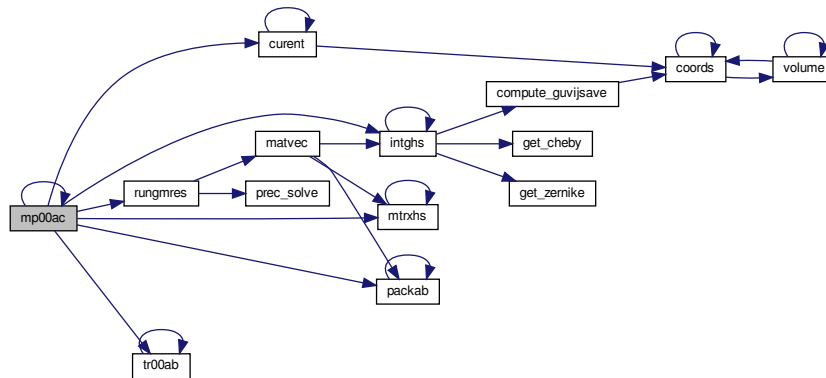 curent
coords
volume
compute_guvijsave
matvec
intghs
get_cheby
rungmres
prec_solve
get_zernike
mp00ac
mtrxhs
packab
tr00ab